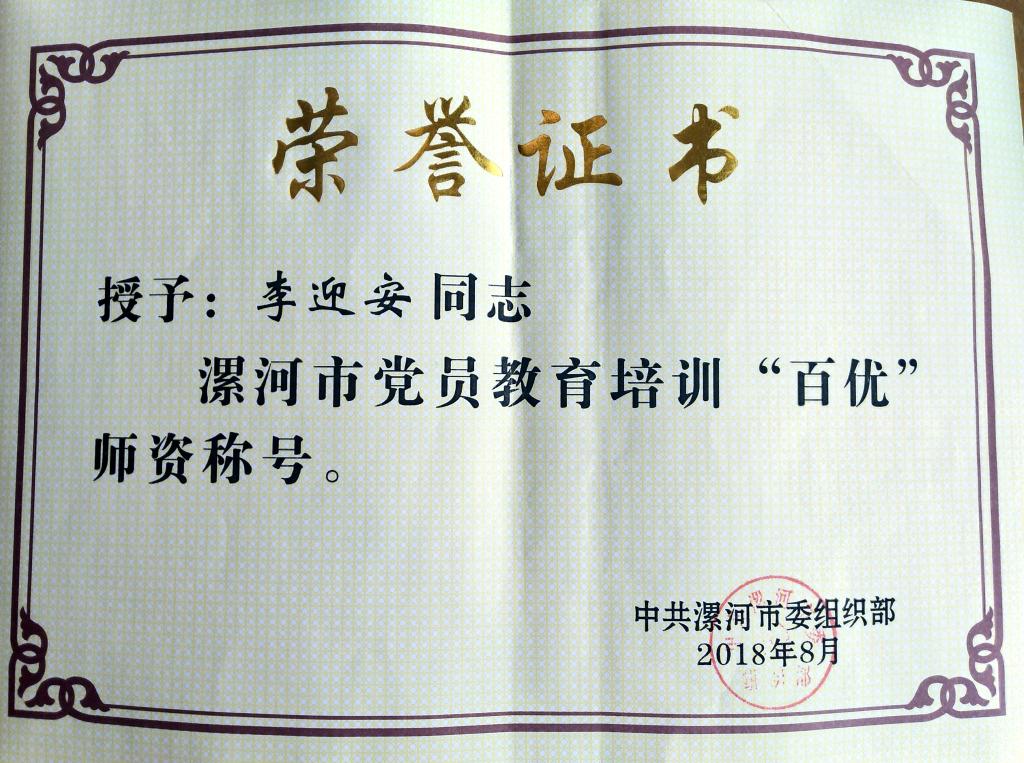 荣誉证书
授予：李迎安同志
漯河市党员教育培训“百优”
师资称号。
中共漯河市委组织部
2018年8月